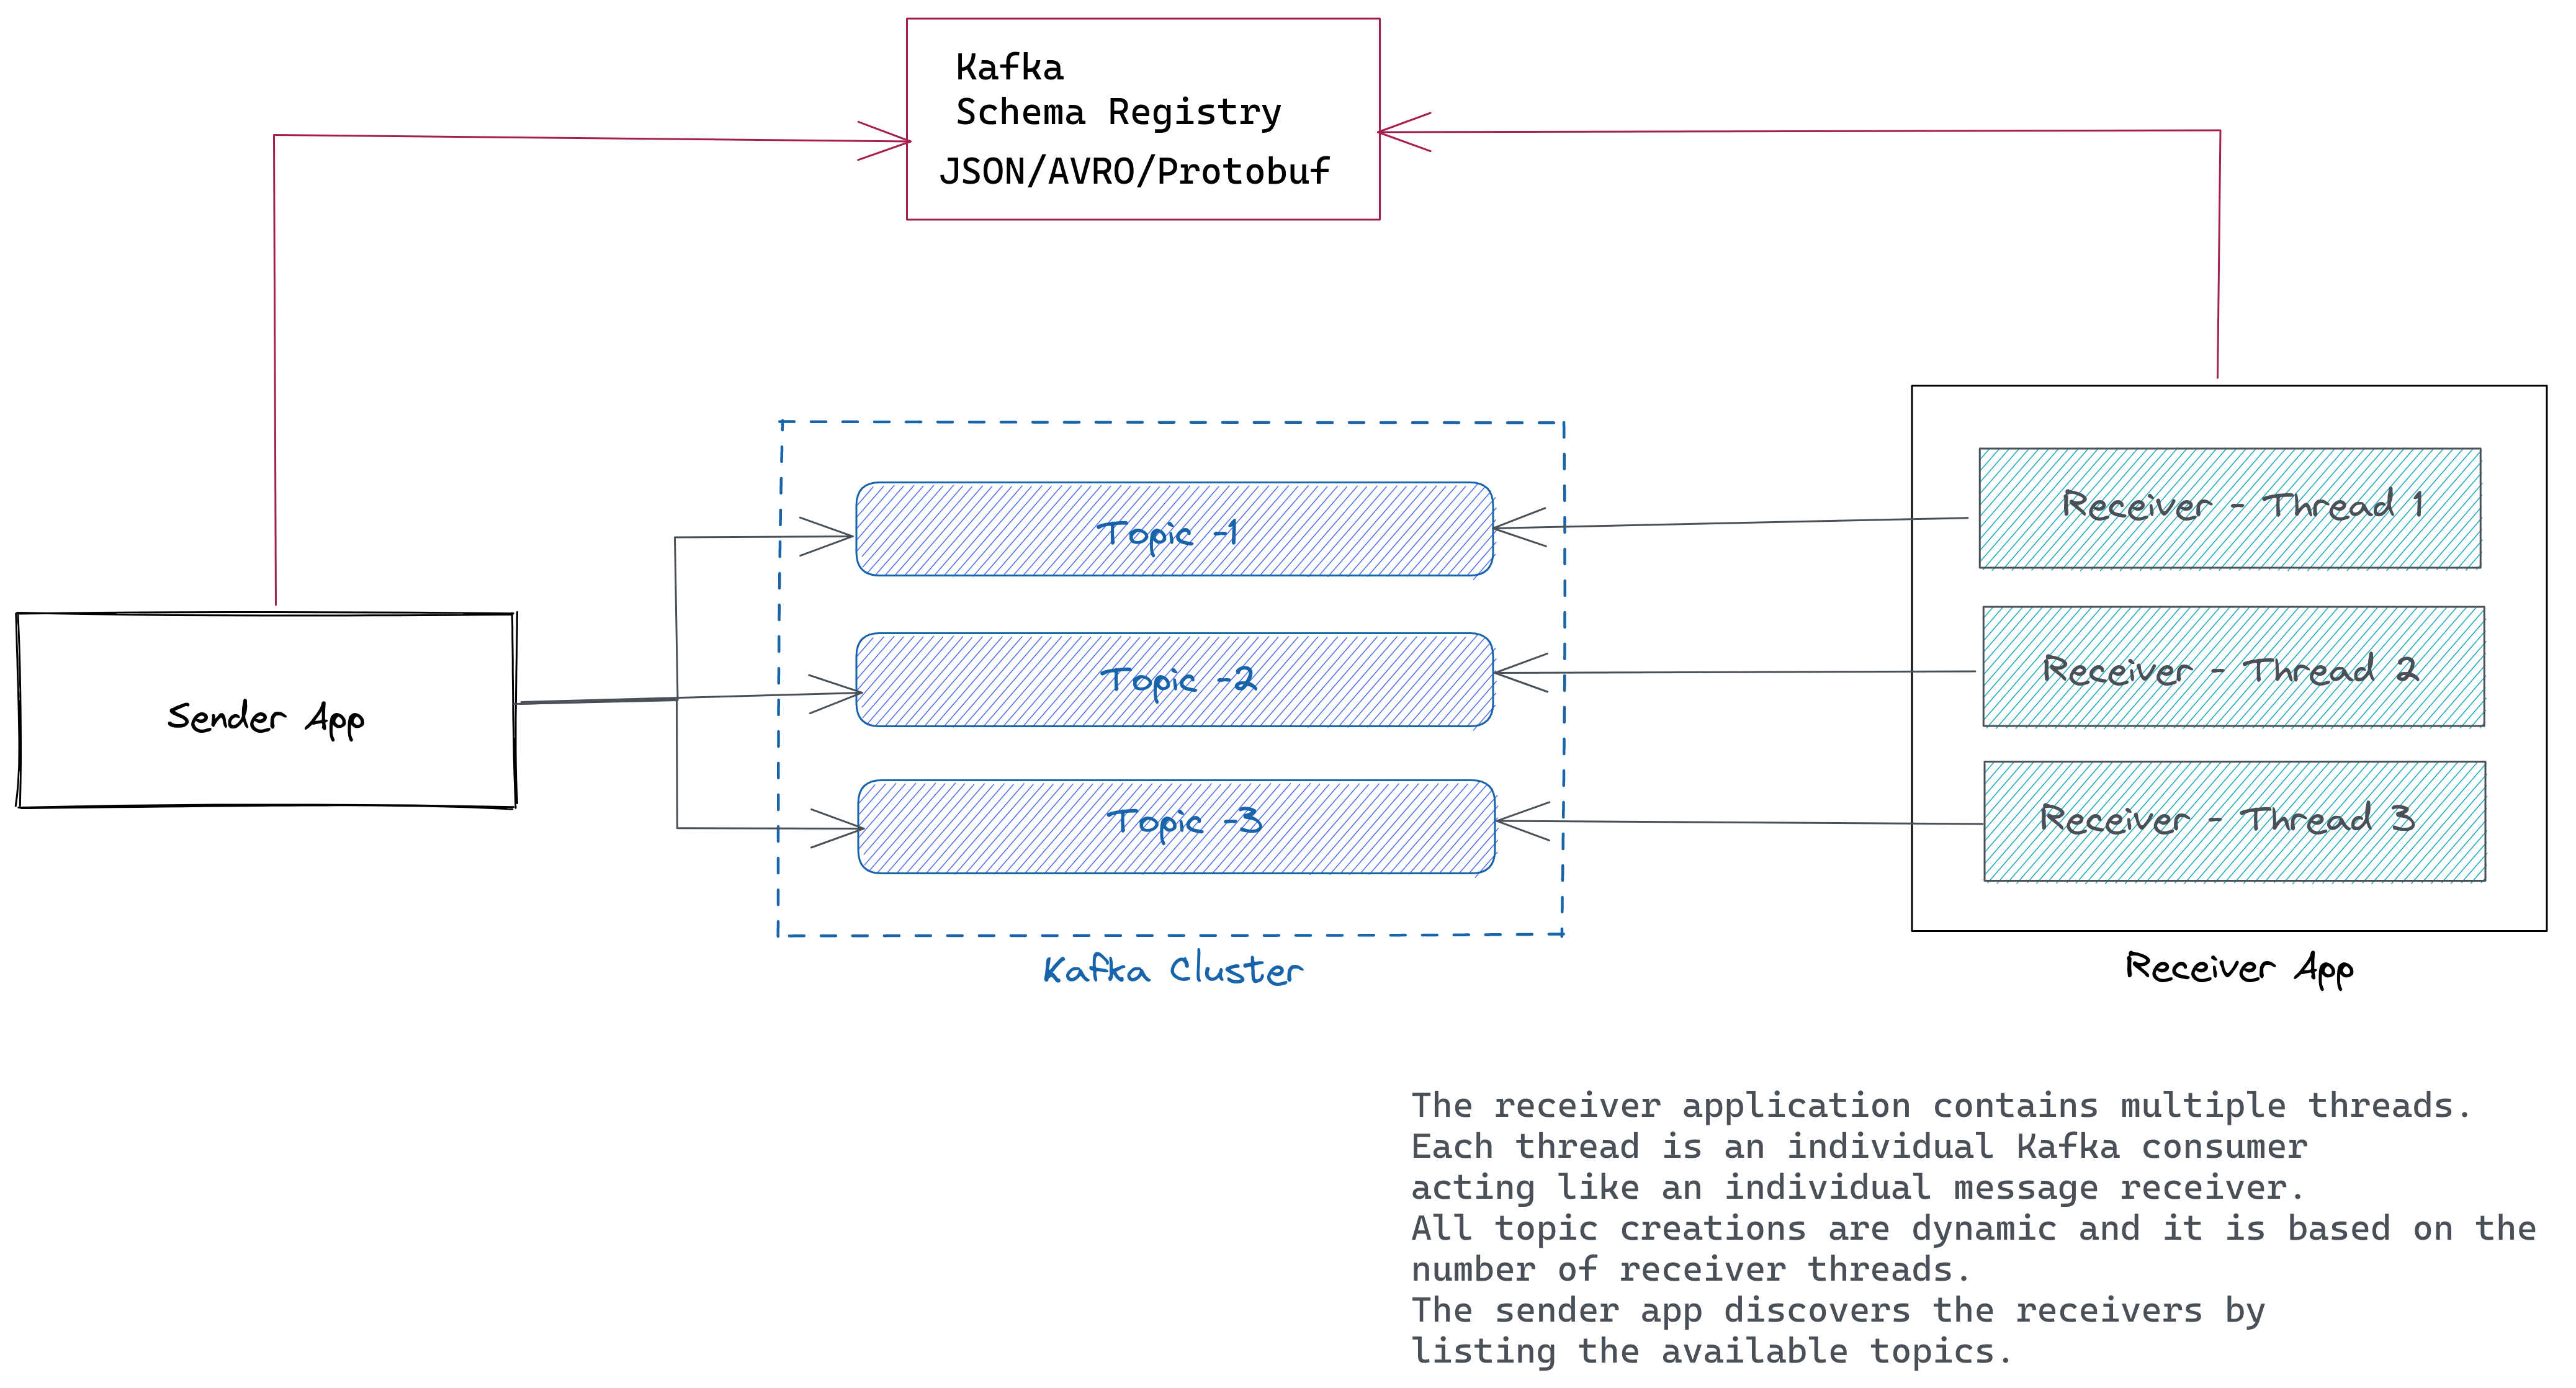 Kafka
Schema Registry
JSON/AVRO/Protobuf
Topic -1
Receiver - Thread 1
Topic -2
Receiver - Thread 2
Sender App
Topic -3
Receiver - Thread 3
Kafka Cluster
Receiver App
The receiver application contains multiple threads.
Each thread is an individual Kafka consumer
acting like an individual message receiver.
All topic creations are dynamic and it is based on the
number of receiver threads.
The sender app discovers the receivers by
listing the available topics.